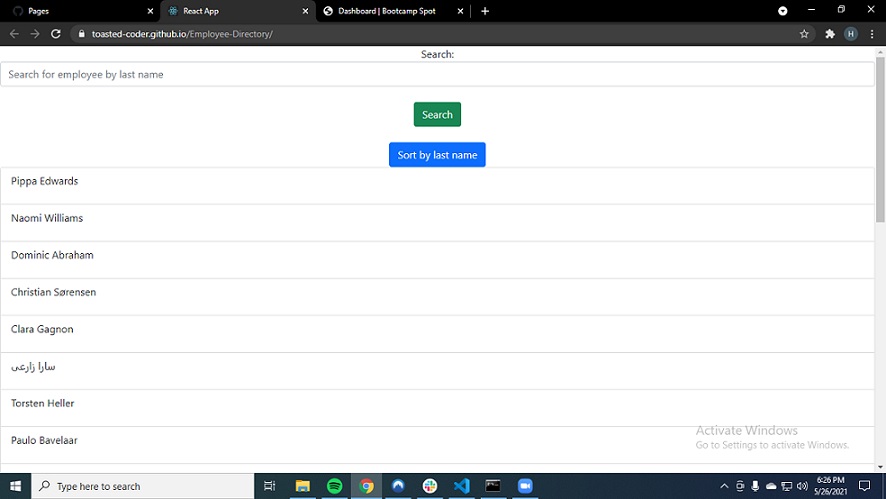 Pages
React App
Dashboard | Bootcamp Spot
toasted-coder.github.io/Employee-Directory/
H
Search:
Search for employee by last name
Search
Sort by last name
Pippa Edwards
Naomi Williams
Dominic Abraham
Christian Sørensen
Clara Gagnon
سارا زارعی
Torsten Heller
Paulo Bavelaar
Activate Windows
Go to Settings to activate Windows.
Type here to search
6:26 PM
5/26/2021